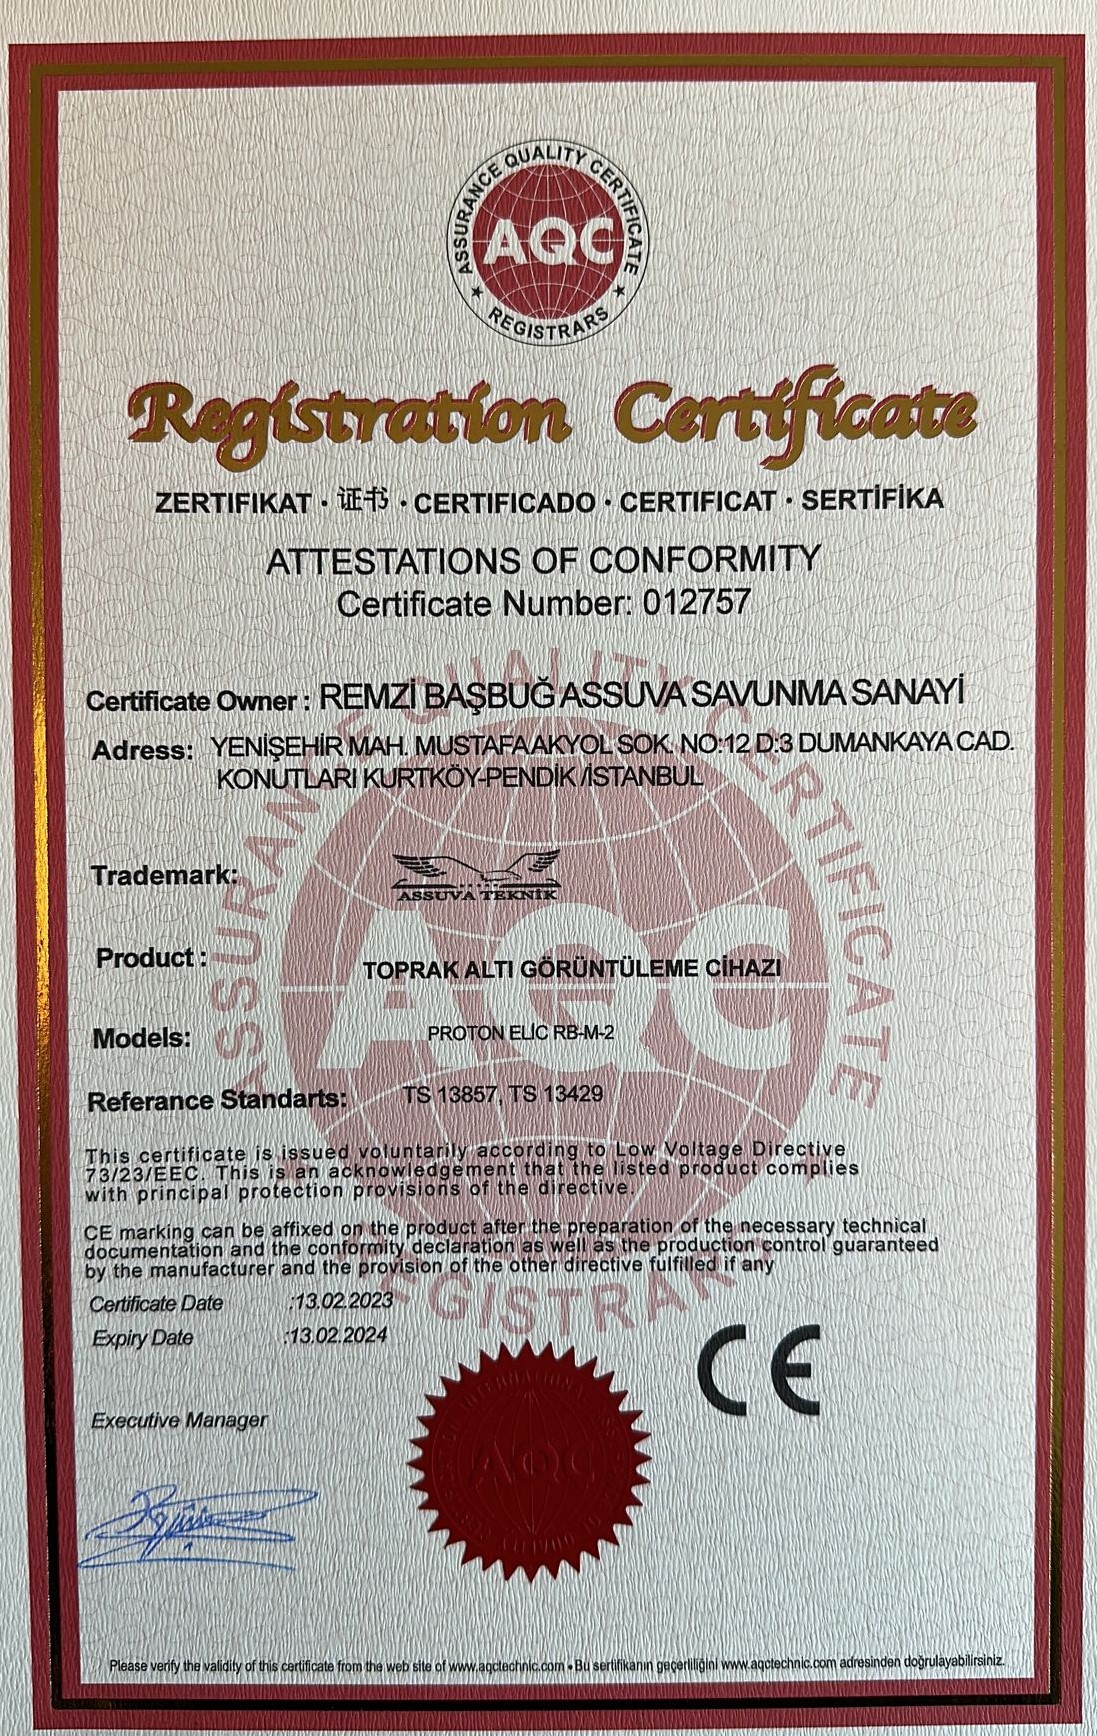 ASSURANCE QUALITY CERTIFICATE
AQC
REGISTRARS
Registration Certificate
ZERTIFIKAT · 证书 · CERTIFICADO · CERTIFICAT · SERTİFİKA
ATTESTATIONS OF CONFORMITY
Certificate Number: 012757
Certificate Owner : REMZİ BAŞBUĞ ASSUVA SAVUNMA SANAYİ
Adress: YENİŞEHİR MAH. MUSTAFA AKYOL SOK. NO:12 D:3 DUMANKAYA CAD.
KONUTLARI KURTKÖY-PENDİK /İSTANBUL
Trademark:
ASSUVA TEKNİK
Product :
TOPRAK ALTI GÖRÜNTÜLEME CİHAZI
Models: PROTON ELIC RB-M-2
Referance Standarts: TS 13857, TS 13429
This certificate is issued voluntarily according to Low Voltage Directive
73/23/EEC. This is an acknowledgement that the listed product complies
with principal protection provisions of the directive.
CE marking can be affixed on the product after the preparation of the necessary technical
documentation and the conformity declaration as well as the production control guaranteed
by the manufacturer and the provision of the other directive fulfilled if any
Certificate Date :13.02.2023
Expiry Date :13.02.2024
CE
Executive Manager
AQC
Please verify the validity of this certificate from the web site of www.aqctechnic.com • Bu sertifikanın geçerliliğini www.aqctechnic.com adresinden doğrulayabilirsiniz.
ASSURANCE QUALITY CERTIFICATE
AQC
REGISTRARS